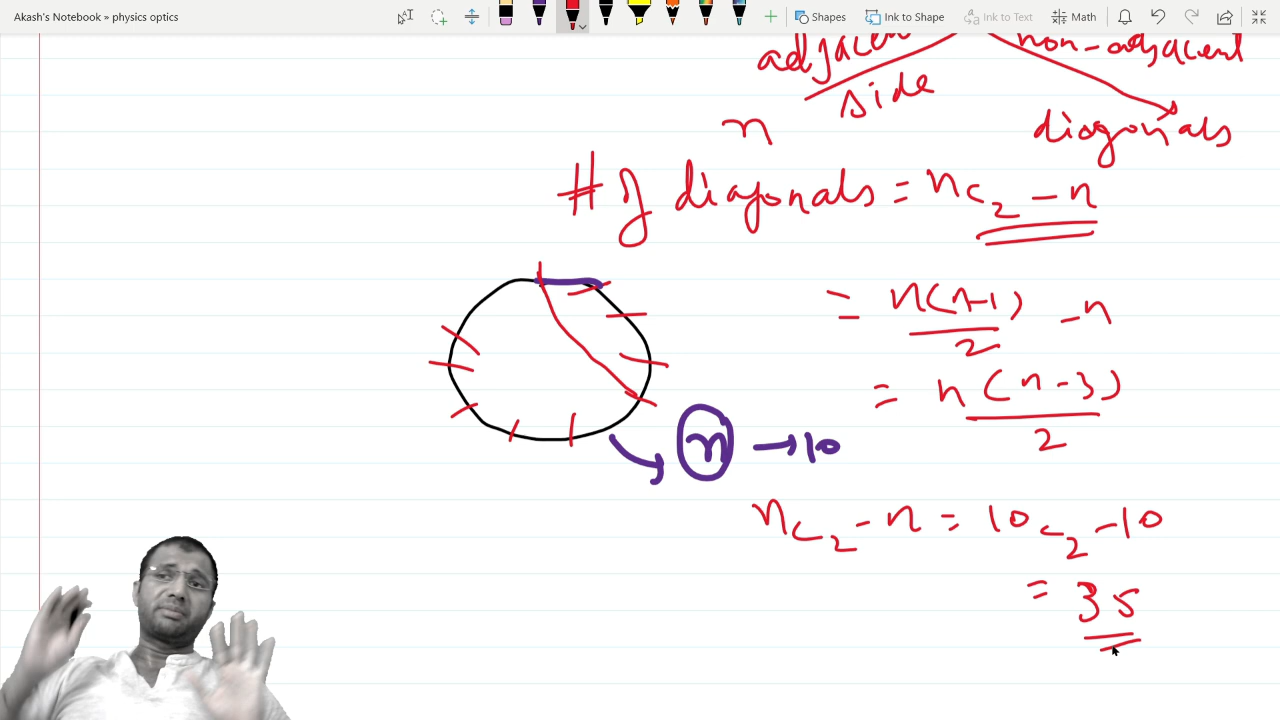 Akash's Notebook » physics optics
Shapes
Ink to Shape
Ink to Text
Math
adjacent
non-adjacent
side
diagonals
n
# of diagonals = nC2 - n
= n(n-1)/2 - n
= n(n-3)/2
n → 10
nC2 - n = 10C2 - 10
= 35